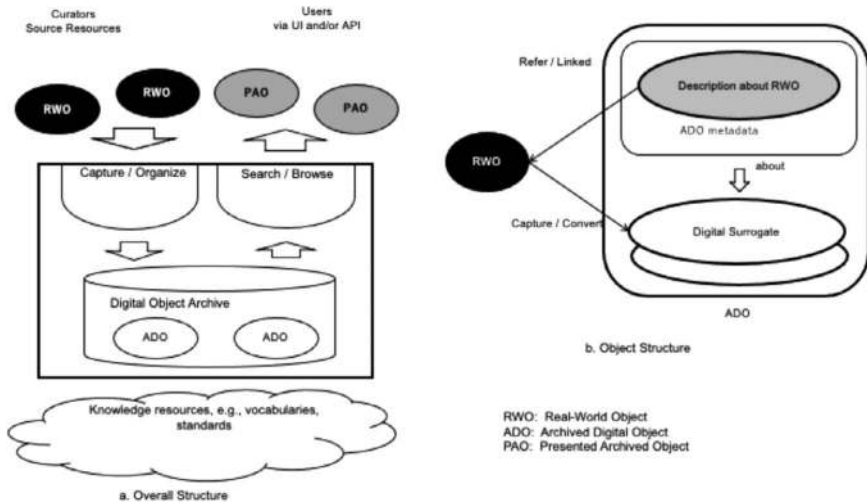 Curators
Source Resources
Users
via UI and/or API
RWO
RWO
PAO
PAO
Capture / Organize
Search / Browse
Digital Object Archive
ADO
ADO
Knowledge resources, e.g., vocabularies,
standards
a. Overall Structure
Refer / Linked
Description about RWO
ADO metadata
RWO
about
Capture / Convert
Digital Surrogate
ADO
b. Object Structure
RWO: Real-World Object
ADO: Archived Digital Object
PAO: Presented Archived Object